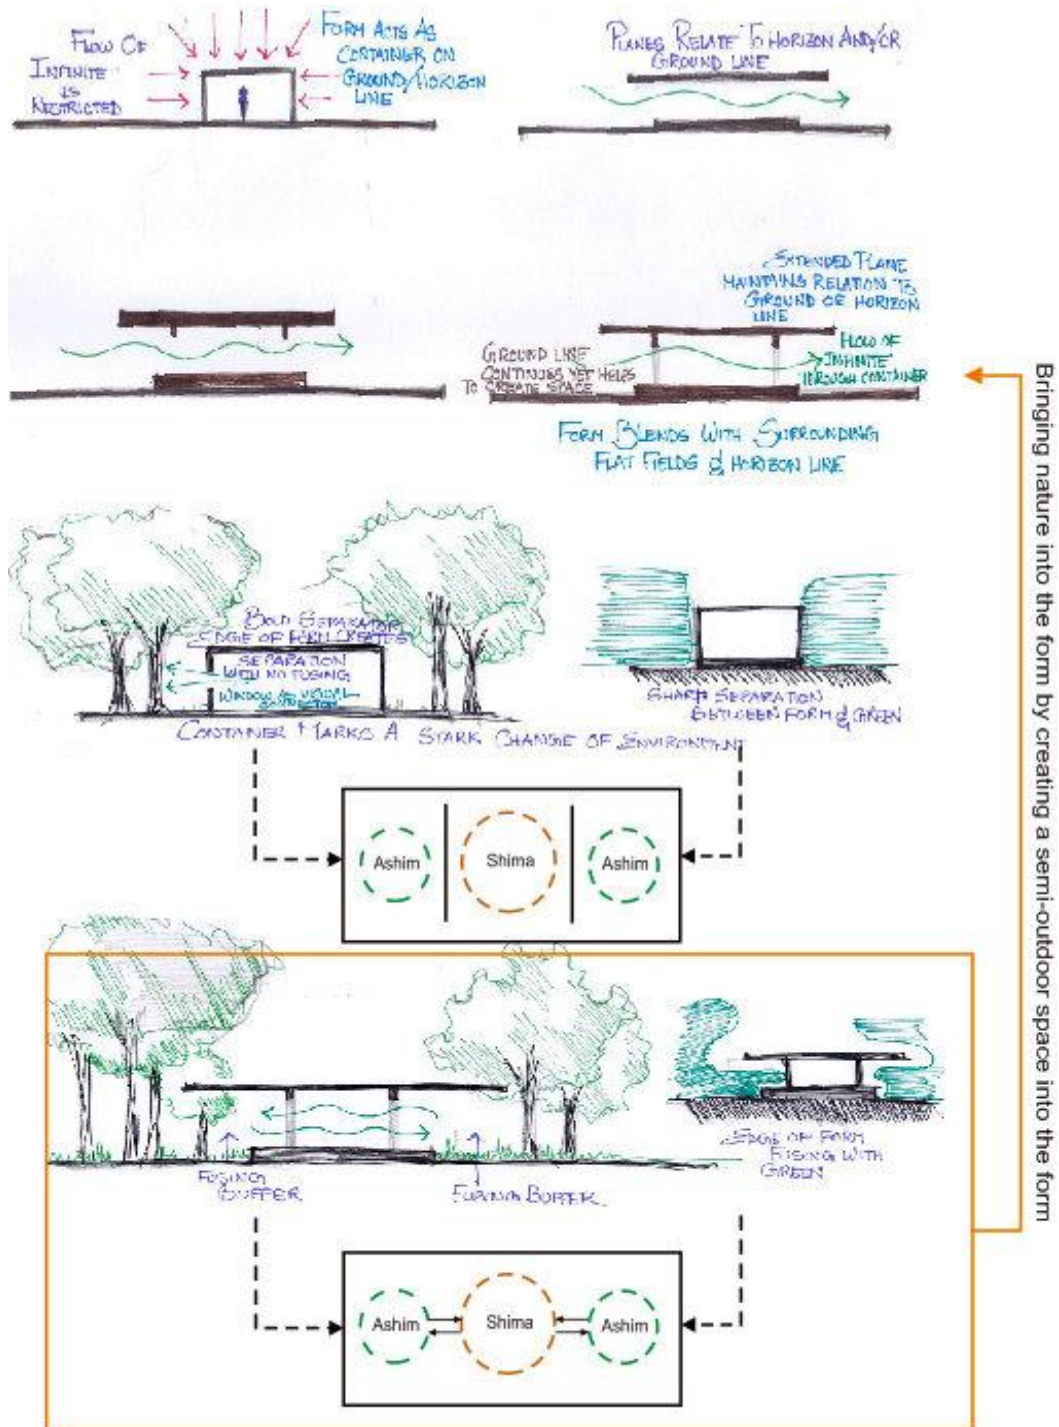 FLOW OF
INFINITE
IS
RESTRICTED
FORM ACTS AS
CONTAINER ON
GROUND/HORIZON
LINE
PLANES RELATE TO HORIZON AND/OR
GROUND LINE
EXTENDED PLANE
MAINTAINS RELATION TO
GROUND OR HORIZON
LINE
GROUND LINE
CONTINUES YET HELPS
TO CREATE SPACE
FLOW OF
INFINITE
THROUGH CONTAINER
FORM BLENDS WITH SURROUNDING
FLAT FIELDS & HORIZON LINE
BOLD SEPARATOR
EDGE OF FORM CREATES
SEPARATION
WITH NO FUSING
WINDOW AS VISUAL
CONNECTOR
CONTAINER MARKS A STARK CHANGE OF ENVIRONMENT
SHARP SEPARATION
BETWEEN FORM & GREEN
Ashim
Shima
Ashim
FUSING
BUFFER
FUSING BUFFER
EDGE OF FORM
FUSING WITH
GREEN
Ashim
Shima
Ashim
Bringing nature into the form by creating a semi-outdoor space into the form